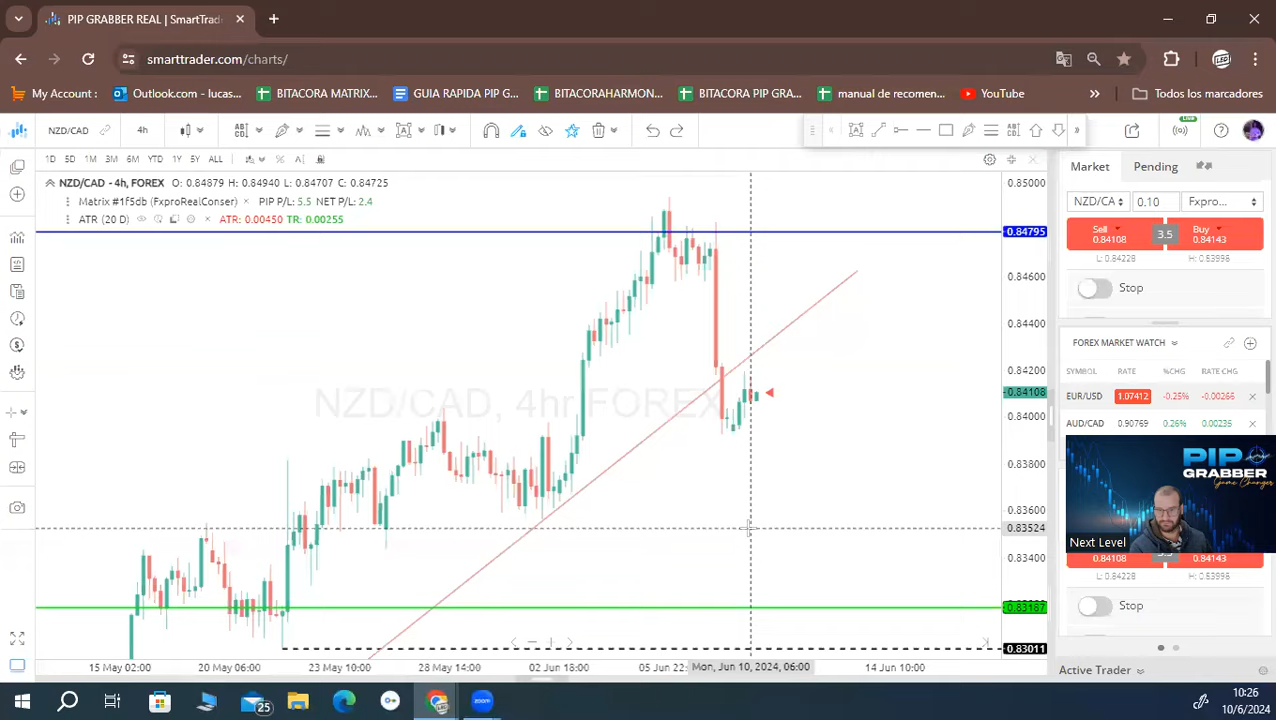 PIP GRABBER REAL | SmartTrad
smarttrader.com/charts/
My Account :
Outlook.com - lucas...
BITACORA MATRIX...
GUIA RAPIDA PIP G...
BITACORAHARMON...
BITACORA PIP GRA...
manual de recomen...
YouTube
Todos los marcadores
NZD/CAD
4h
LIVE
1D 5D 1M 3M 6M YTD 1Y 5Y ALL
NZD/CAD - 4h, FOREX O: 0.84879 H: 0.84940 L: 0.84707 C: 0.84725
Matrix #1f5db (FxproRealConser) × PIP P/L: 5.5 NET P/L: 2.4
ATR (20 D) ATR: 0.00450 TR: 0.00255
NZD/CAD, 4hr FOREX
0.85000
0.84795
0.84600
0.84400
0.84200
0.84108
0.84000
0.83800
0.83600
0.83524
0.83400
0.83187
0.83011
15 May 02:00
20 May 06:00
23 May 10:00
28 May 14:00
02 Jun 18:00
05 Jun 22:
Mon, Jun 10, 2024, 06:00
14 Jun 10:00
Market
Pending
NZD/CA
0.10
Fxpro...
Sell
0.84108
3.5
Buy
0.84143
L: 0.84228
H: 0.53996
Stop
FOREX MARKET WATCH
SYMBOL RATE %CHG RATE CHG
EUR/USD 1.07412 -0.25% -0.00266
AUD/CAD 0.90769 0.26% 0.00235
PIP
GRABBER
Game Changer
Next Level
0.84108
0.84143
L: 0.84228
H: 0.53996
Stop
Active Trader
25
10:26
10/6/2024